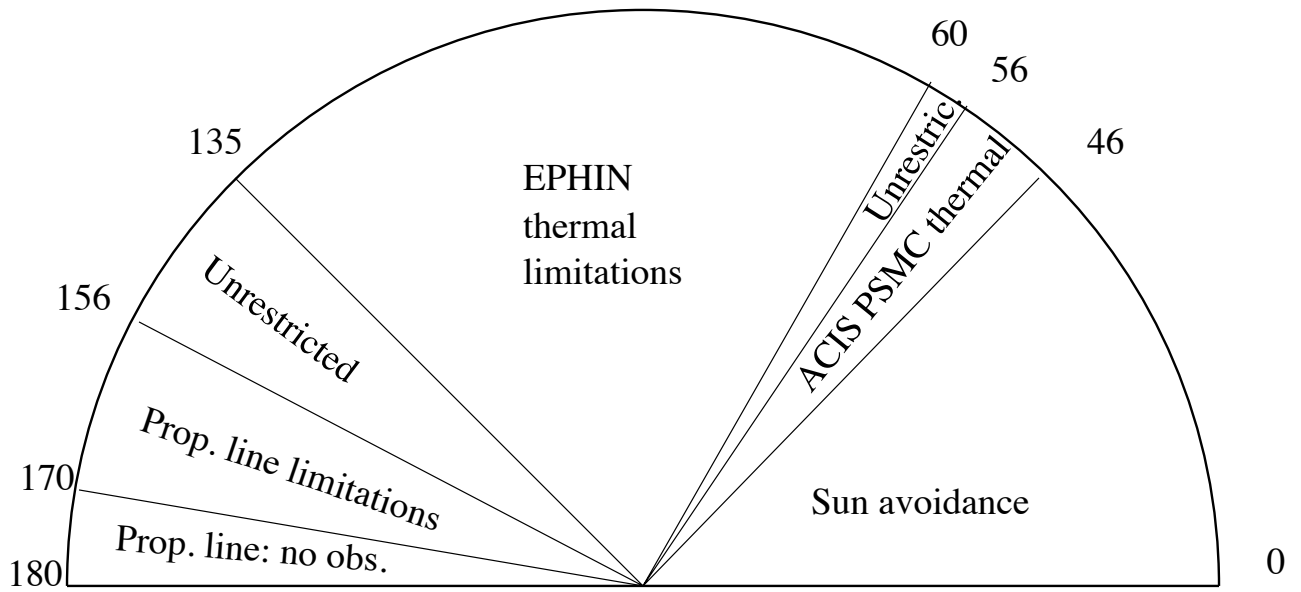 60
56
46
135
EPHIN
thermal
limitations
Unrestric.
ACIS PSMC thermal
156
Unrestricted
Prop. line limitations
170
Sun avoidance
Prop. line: no obs.
180
0